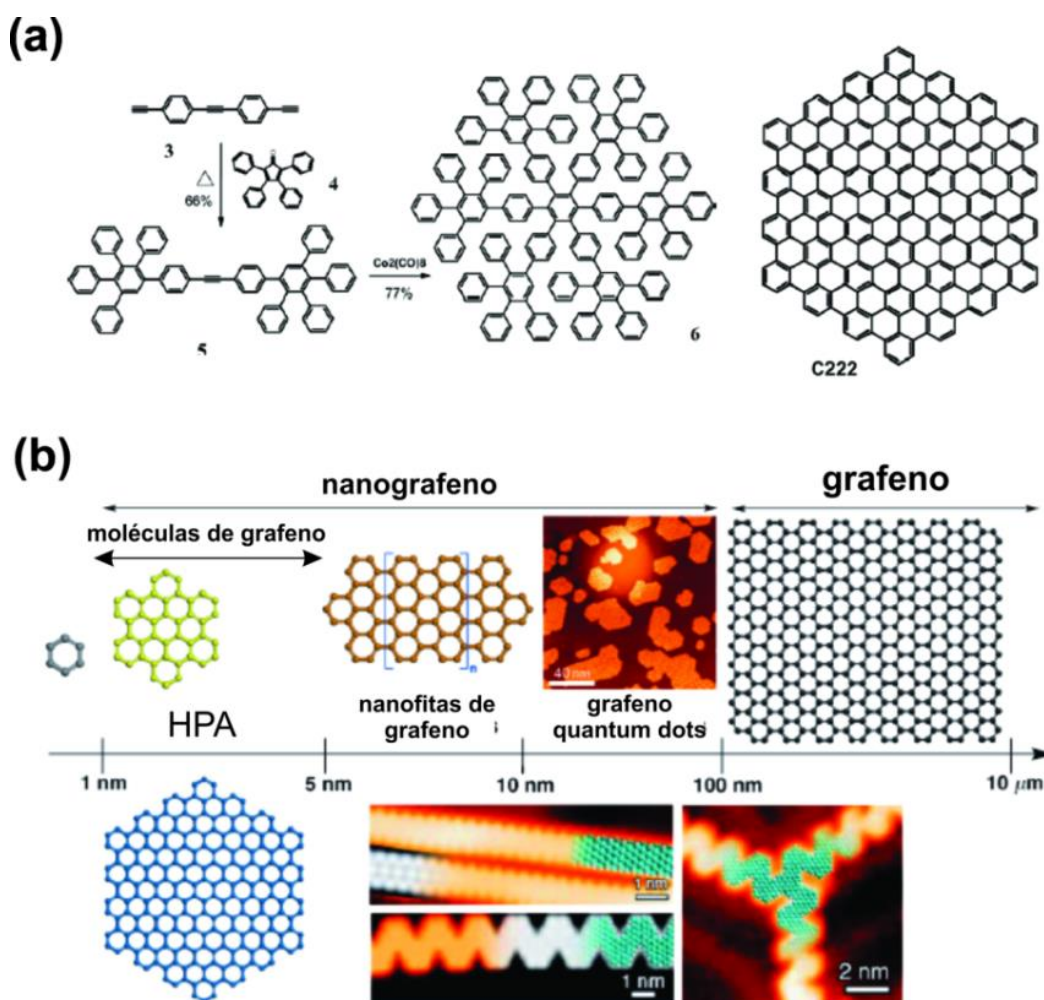 (a)
3
4
△
66%
5
Co2(CO)8
77%
6
C222
(b)
nanografeno
grafeno
moléculas de grafeno
n
40 nm
HPA
nanofitas de
grafeno
grafeno
quantum dots
1 nm
5 nm
10 nm
100 nm
10 μm
1 nm
1 nm
2 nm